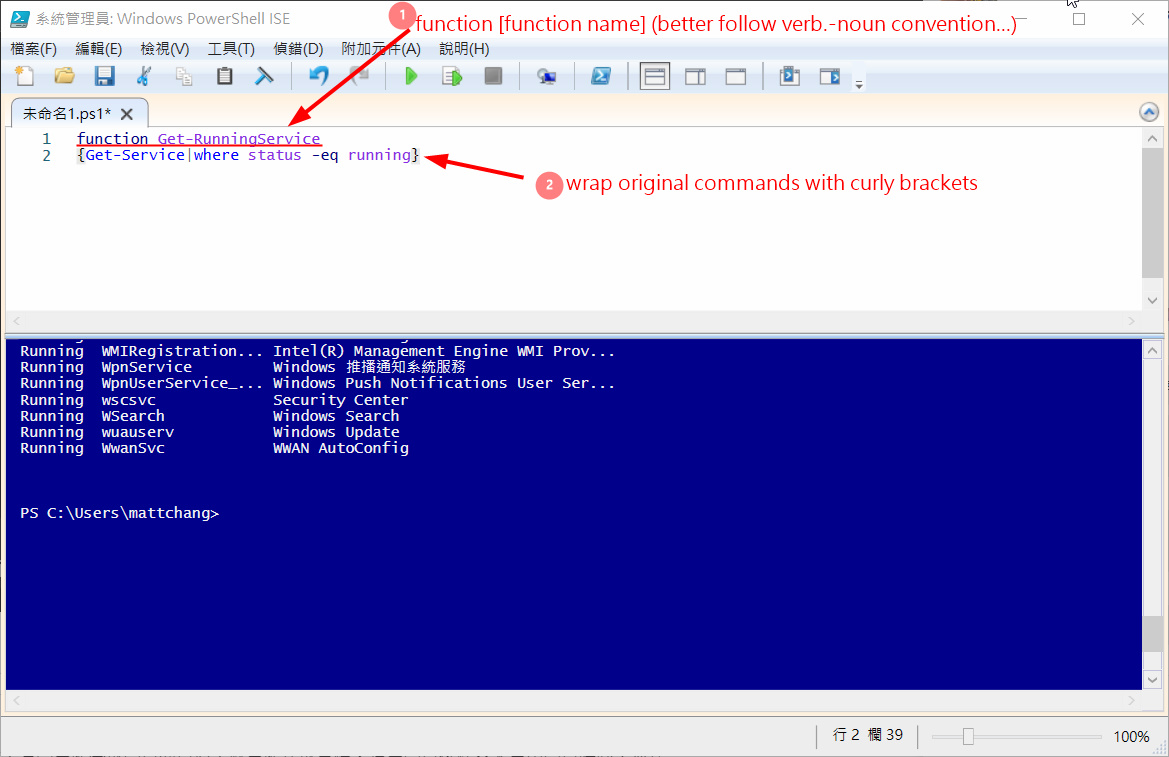 系統管理員: Windows PowerShell ISE
1 function [function name] (better follow verb.-noun convention...)
檔案(F) 編輯(E) 檢視(V) 工具(T) 偵錯(D) 附加元件(A) 說明(H)
未命名1.ps1*
1 function Get-RunningService
2 {Get-Service|where status -eq running}
2 wrap original commands with curly brackets
Running WMIRegistration... Intel(R) Management Engine WMI Prov...
Running WpnService Windows 推播通知系統服務
Running WpnUserService_... Windows Push Notifications User Ser...
Running wscsvc Security Center
Running WSearch Windows Search
Running wuauserv Windows Update
Running WwanSvc WWAN AutoConfig
PS C:\Users\mattchang>
行 2 欄 39 100%